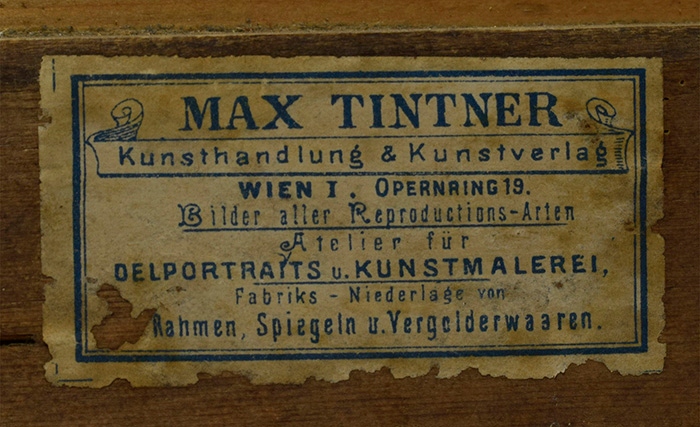 MAX TINTNER
Kunsthandlung & Kunstverlag
WIEN I. OPERNRING 19.
Bilder aller Reproductions-Arten
Atelier für
OELPORTRAITS u. KUNSTMALEREI,
Fabriks - Niederlage von
Rahmen, Spiegeln u. Vergolderwaaren.